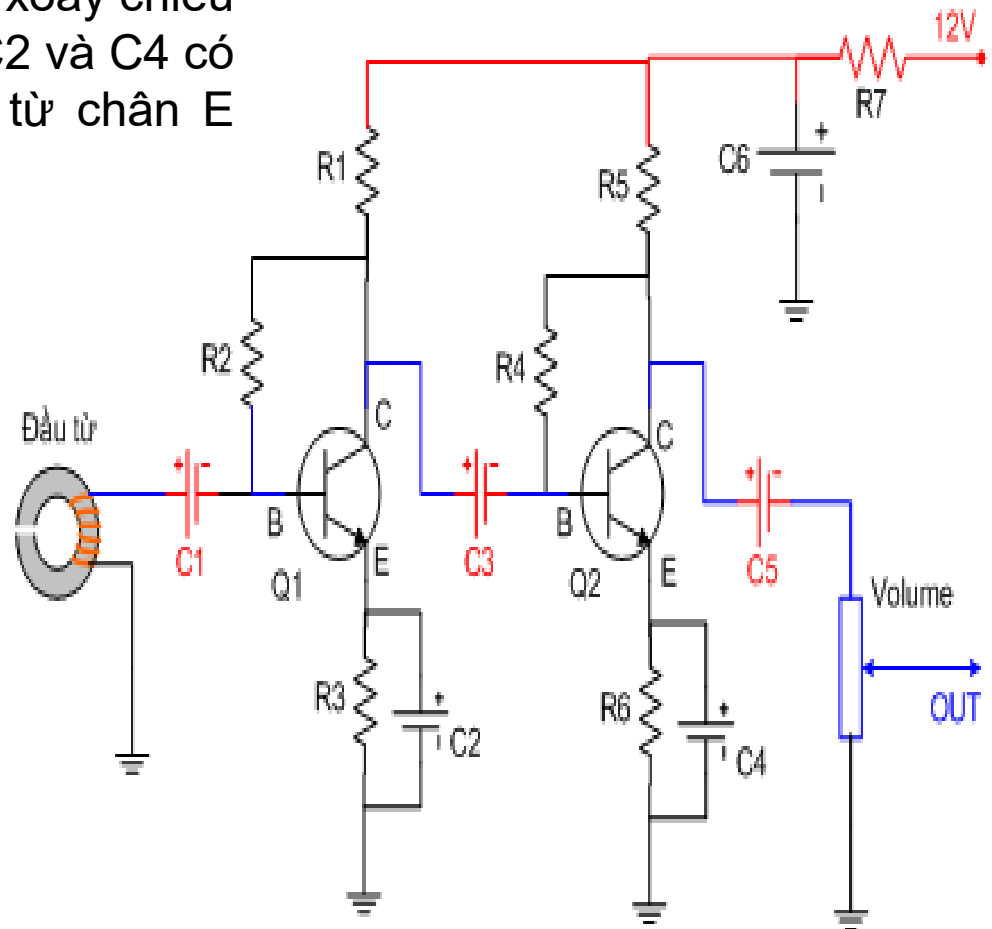 xoay chiều
C2 và C4 có
từ chân E
12V
R7
R1
C6
+
R5
R2
R4
Đầu từ
C
C
+ -
+ -
+ -
B
B
C1
E
C3
E
C5
Q1
Q2
Volume
R3
+
C2
R6
+
C4
OUT